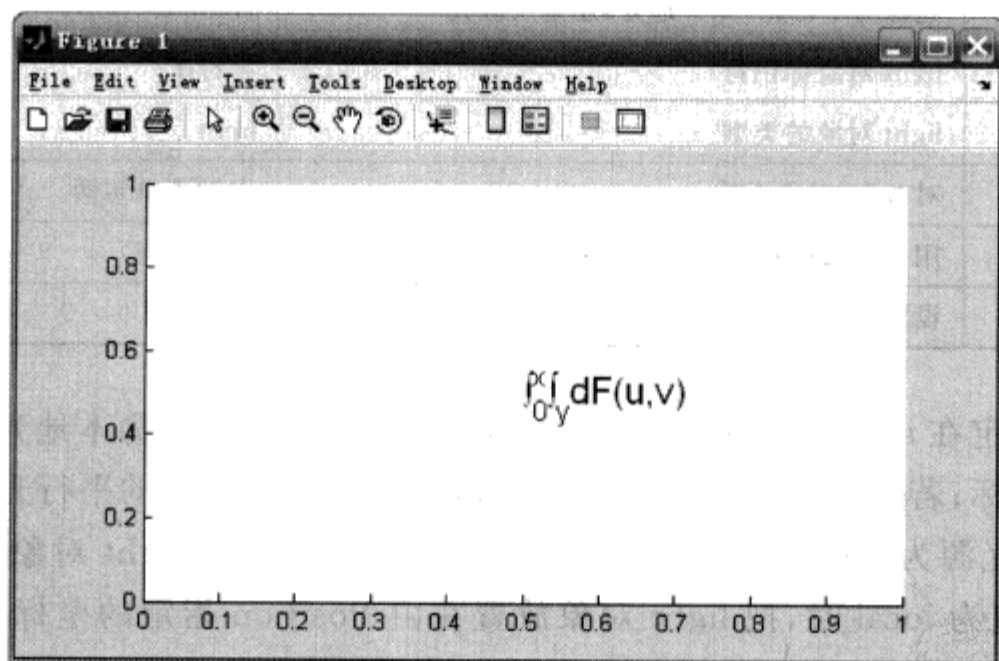 Figure 1
File Edit View Insert Tools Desktop Window Help
1
0.8
0.6
0.4
0.2
0
∫₀ˣ∫_y dF(u,v)
0 0.1 0.2 0.3 0.4 0.5 0.6 0.7 0.8 0.9 1